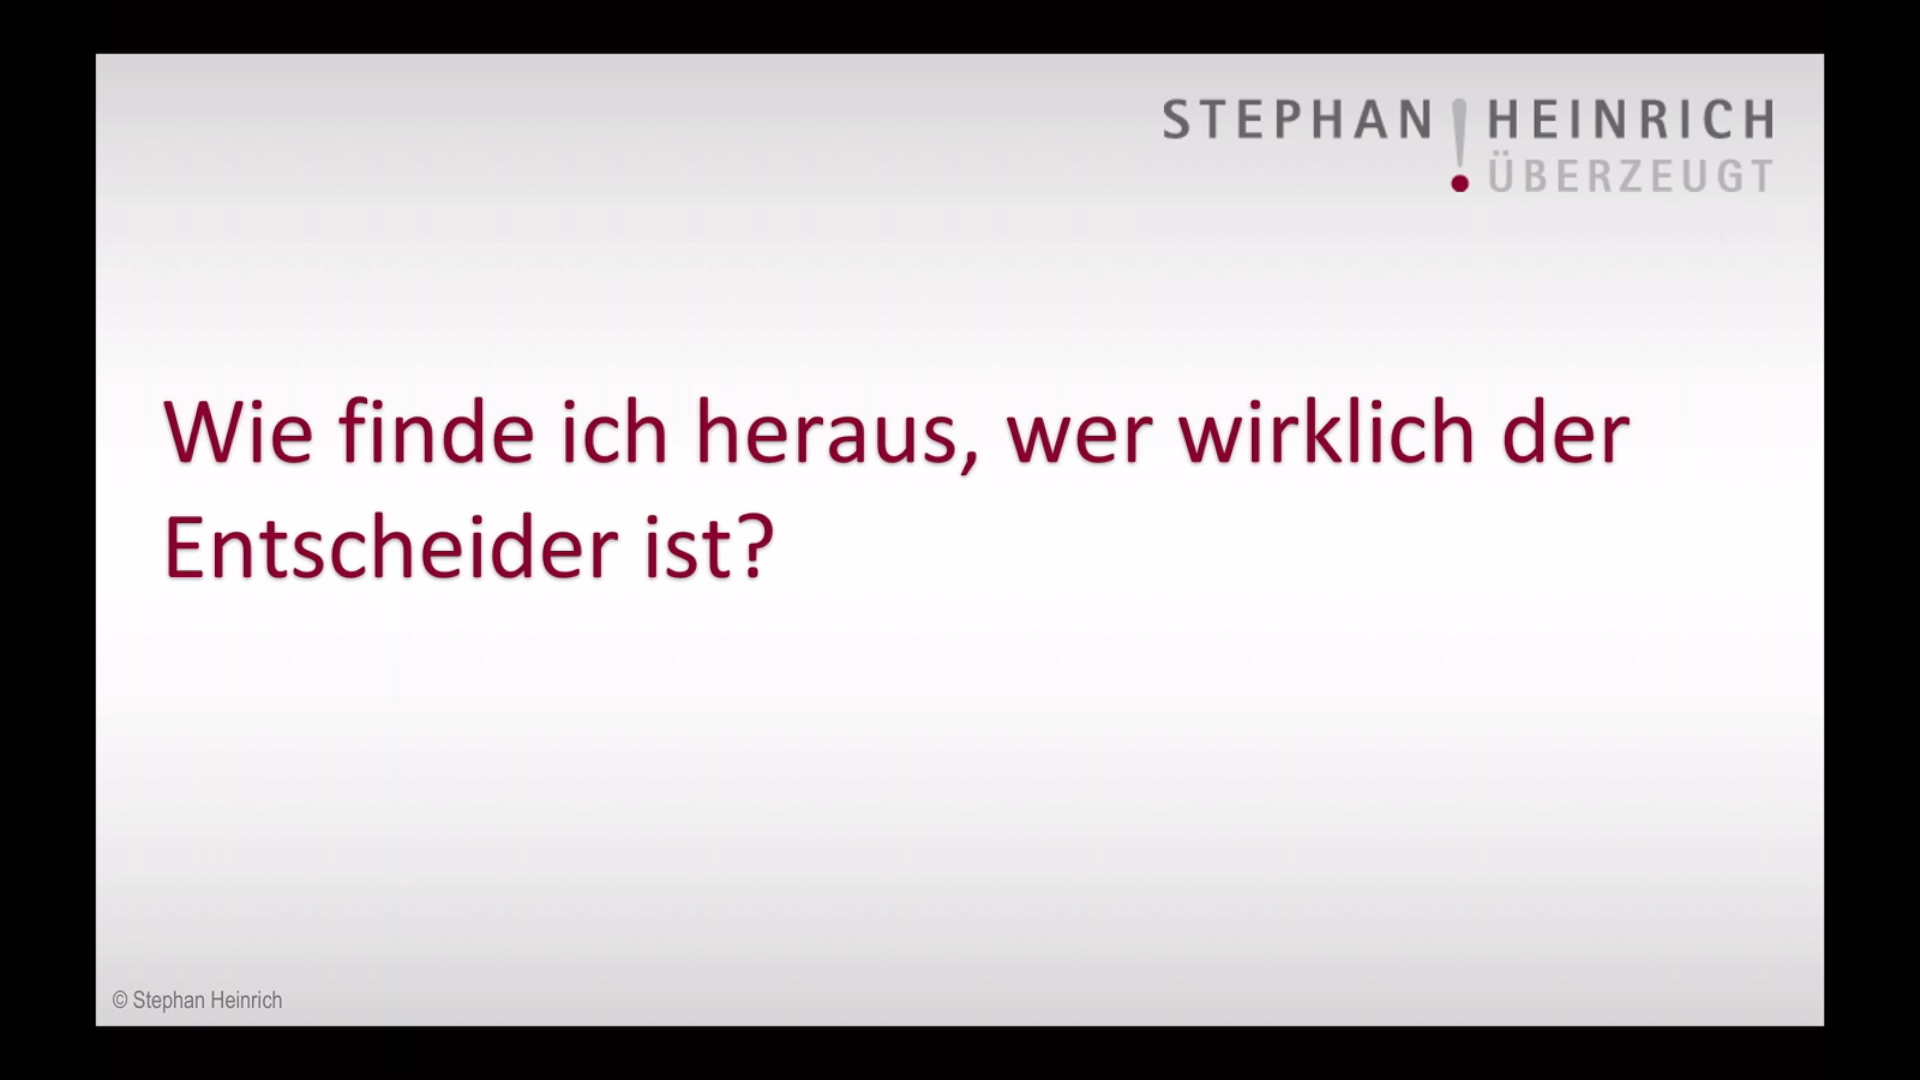 STEPHAN HEINRICH
ÜBERZEUGT
Wie finde ich heraus, wer wirklich der
Entscheider ist?
© Stephan Heinrich